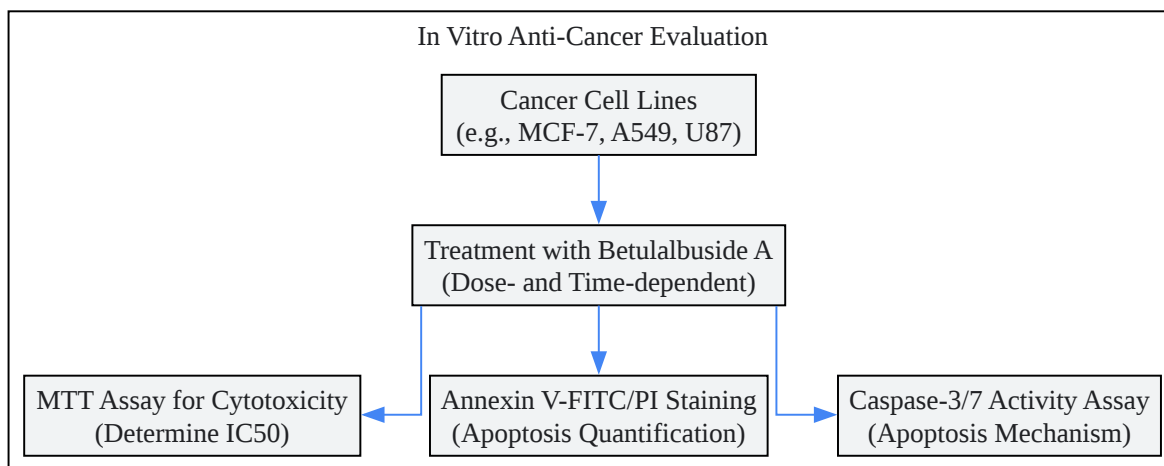 In Vitro Anti-Cancer Evaluation
Cancer Cell Lines
(e.g., MCF-7, A549, U87)
Treatment with Betulalbuside A
(Dose- and Time-dependent)
MTT Assay for Cytotoxicity
(Determine IC50)
Annexin V-FITC/PI Staining
(Apoptosis Quantification)
Caspase-3/7 Activity Assay
(Apoptosis Mechanism)